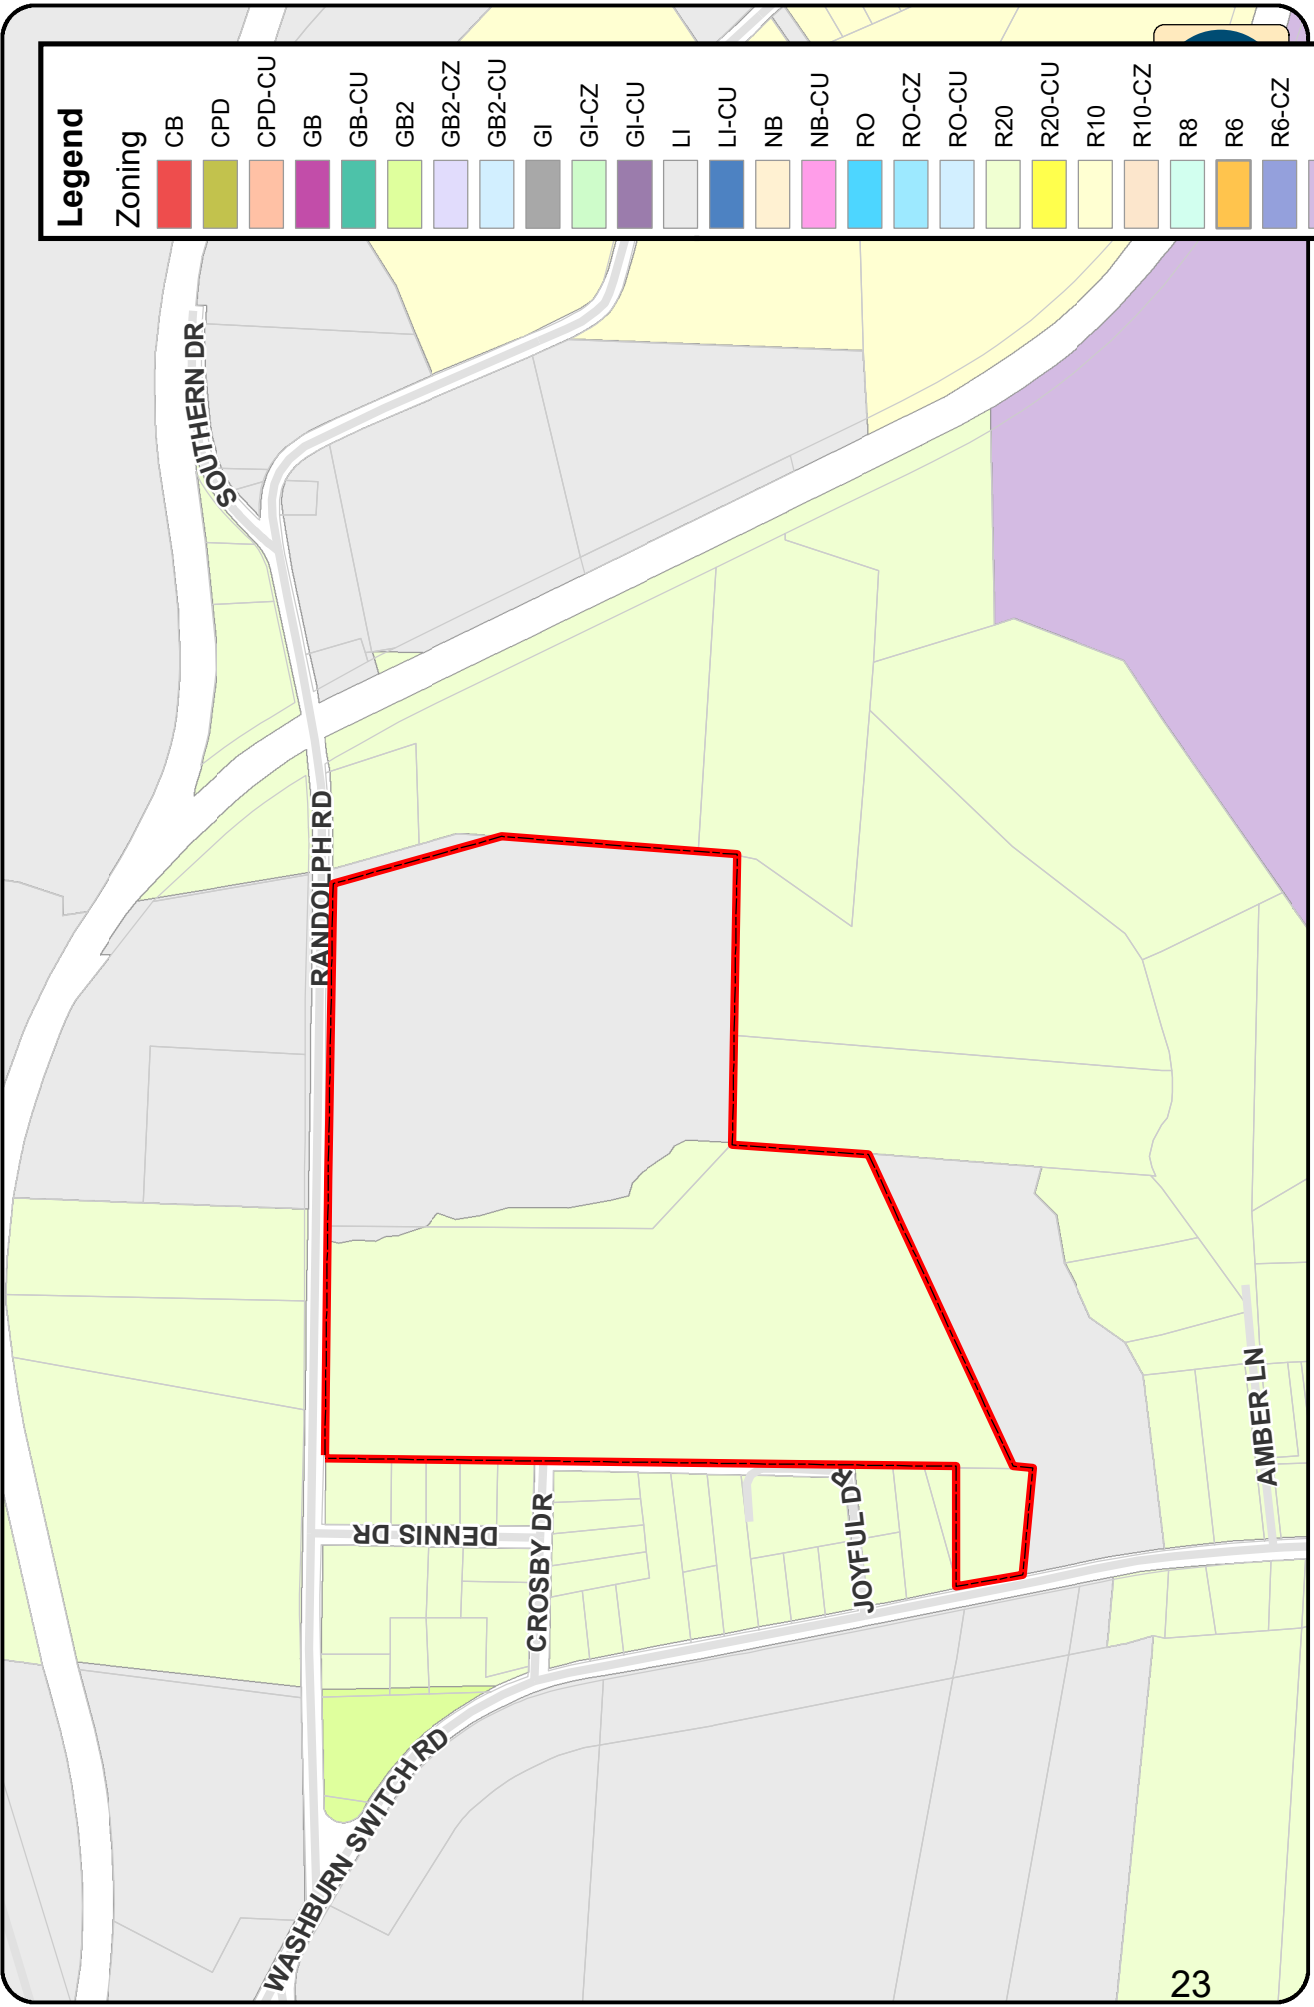 Legend
Zoning
CB
CPD
CPD-CU
GB
GB-CU
GB2
GB2-CZ
GB2-CU
GI
GI-CZ
GI-CU
LI
LI-CU
NB
NB-CU
RO
RO-CZ
RO-CU
R20
R20-CU
R10
R10-CZ
R8
R6
R6-CZ
SOUTHERN DR
RANDOLPH RD
DENNIS DR
CROSBY DR
JOYFUL DR
AMBER LN
WASHBURN SWITCH RD
23